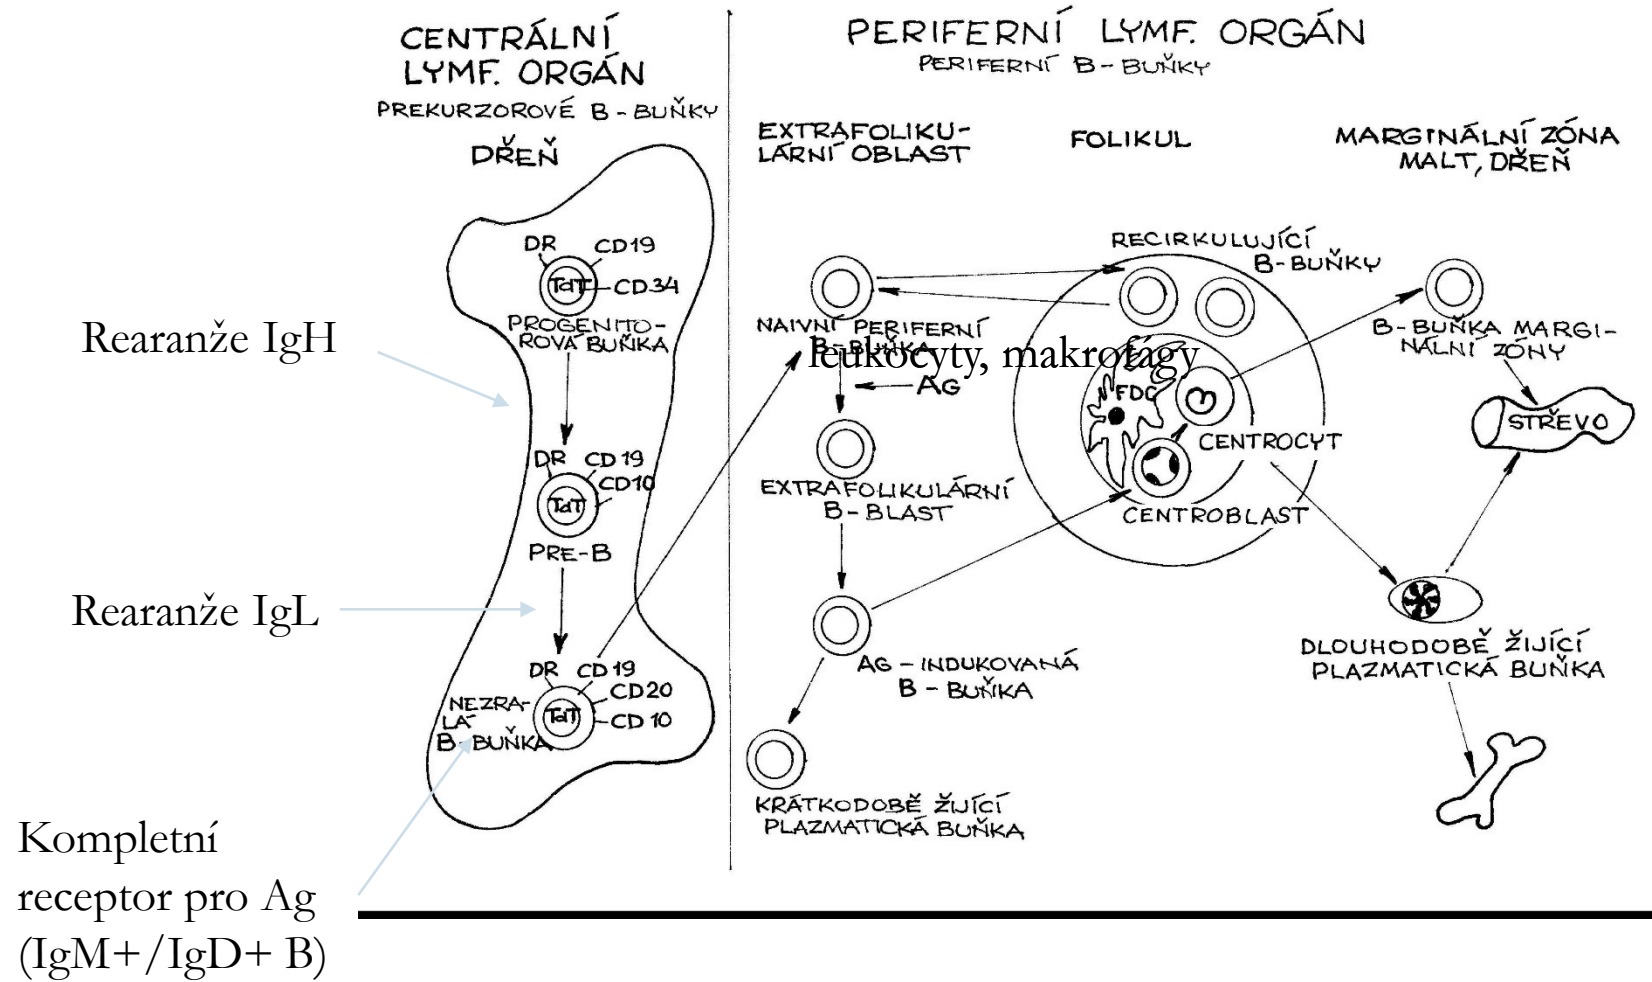 CENTRÁLNÍ
LYMF. ORGÁN
PREKURZOROVÉ B-BUŇKY
DŘEŇ
DR
CD19
TdT
CD34
PROGENITO-
ROVÁ BUŇKA
Rearanže IgH
DR
CD19
CD10
TdT
PRE-B
Rearanže IgL
DR
CD19
CD20
TdT
CD10
NEZRA-
LÁ
B-BUŇKA
Kompletní
receptor pro Ag
(IgM+/IgD+ B)
PERIFERNÍ LYMF. ORGÁN
PERIFERNÍ B-BUŇKY
EXTRAFOLIKU-
LÁRNÍ OBLAST
FOLIKUL
MARGINÁLNÍ ZÓNA
MALT, DŘEŇ
NAIVNÍ PERIFERNÍ
B-BUŇKA
leukocyty, makrofágy
AG
EXTRAFOLIKULÁRNÍ
B-BLAST
AG-INDUKOVANÁ
B-BUŇKA
KRÁTKODOBĚ ŽIJÍCÍ
PLAZMATICKÁ BUŇKA
RECIRKULUJÍCÍ
B-BUŇKY
FDC
CENTROCYT
CENTROBLAST
B-BUŇKA MARGI-
NÁLNÍ ZÓNY
STŘEVO
DLOUHODOBĚ ŽIJÍCÍ
PLAZMATICKÁ BUŇKA